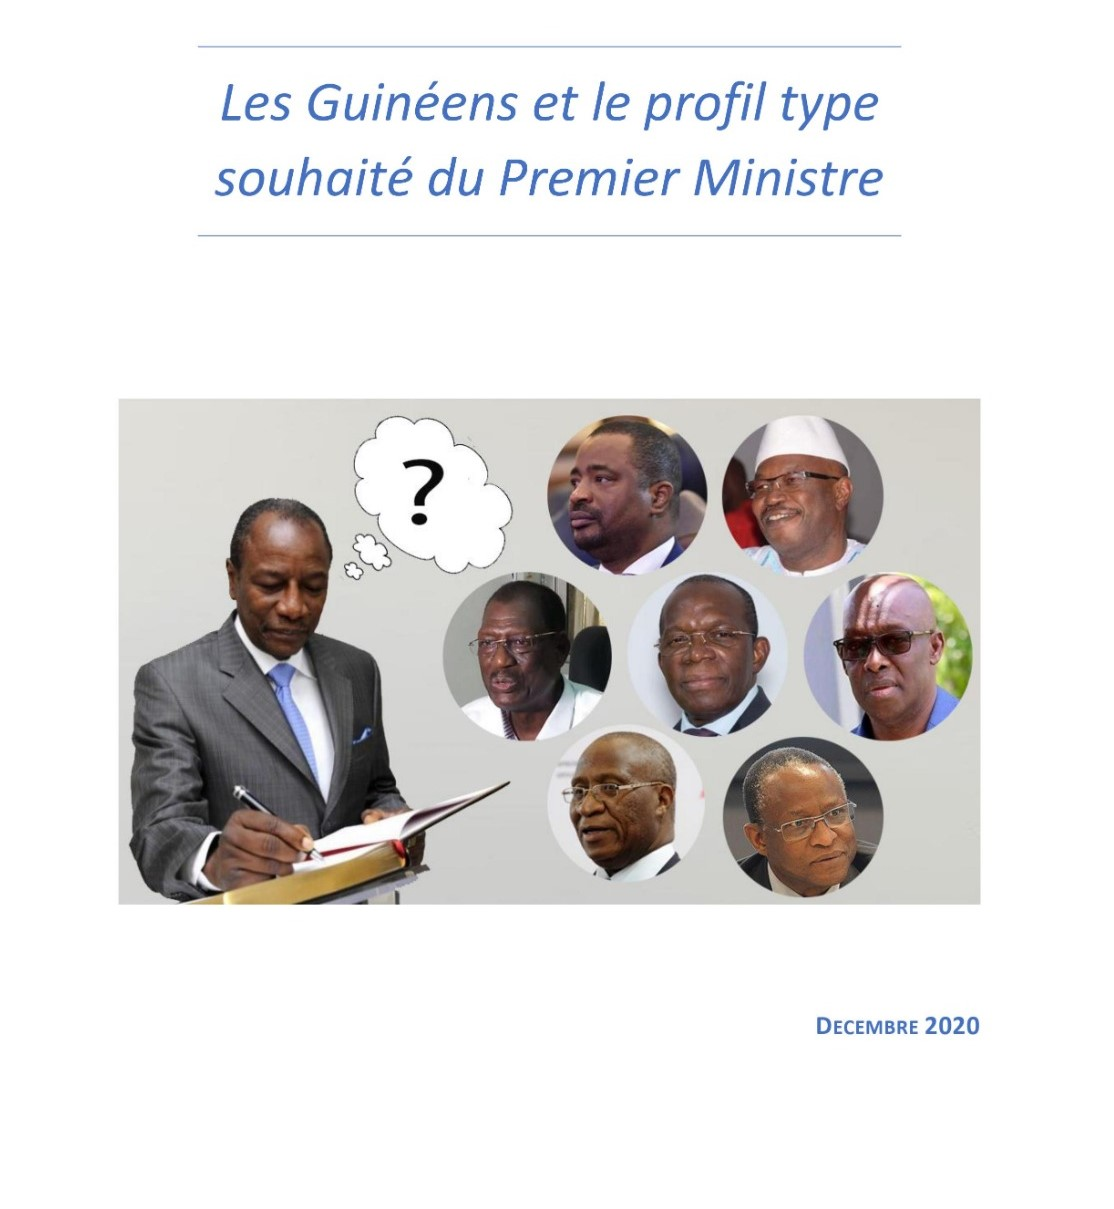 Les Guinéens et le profil type
souhaité du Premier Ministre
?
DECEMBRE 2020